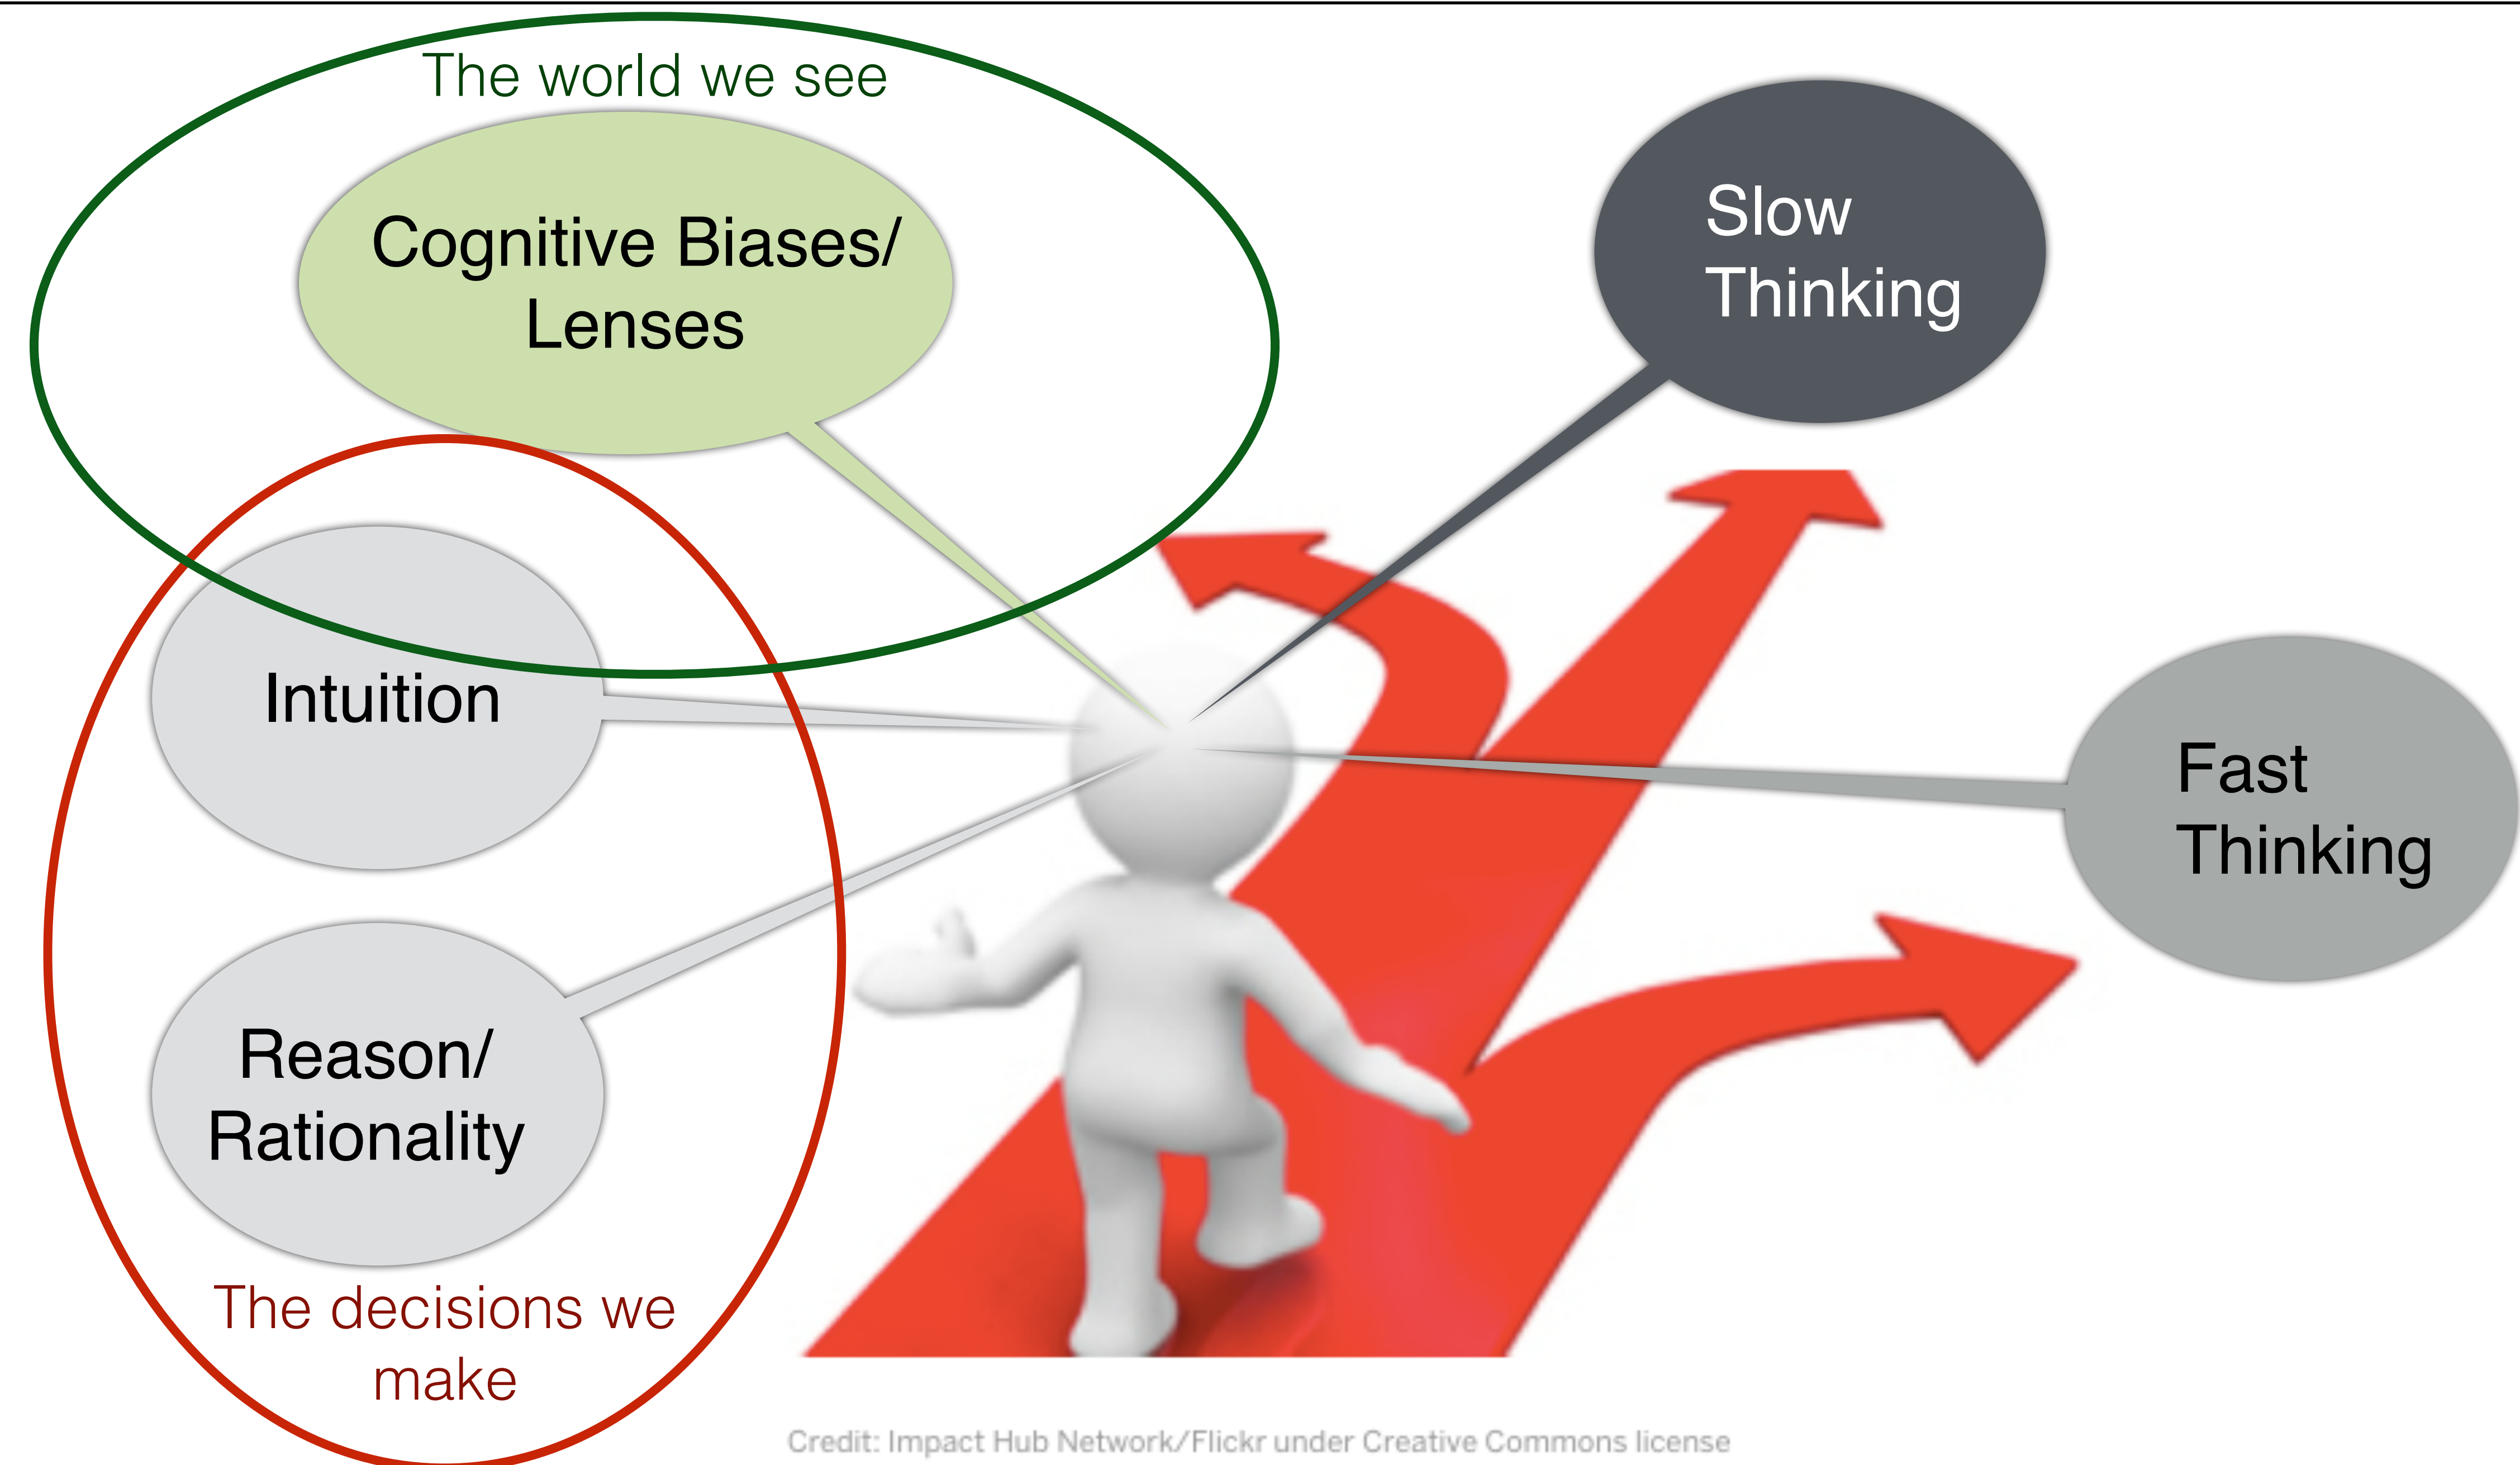 The world we see
Cognitive Biases/
Lenses
Slow
Thinking
Intuition
Fast
Thinking
Reason/
Rationality
The decisions we
make
Credit: Impact Hub Network/Flickr under Creative Commons license